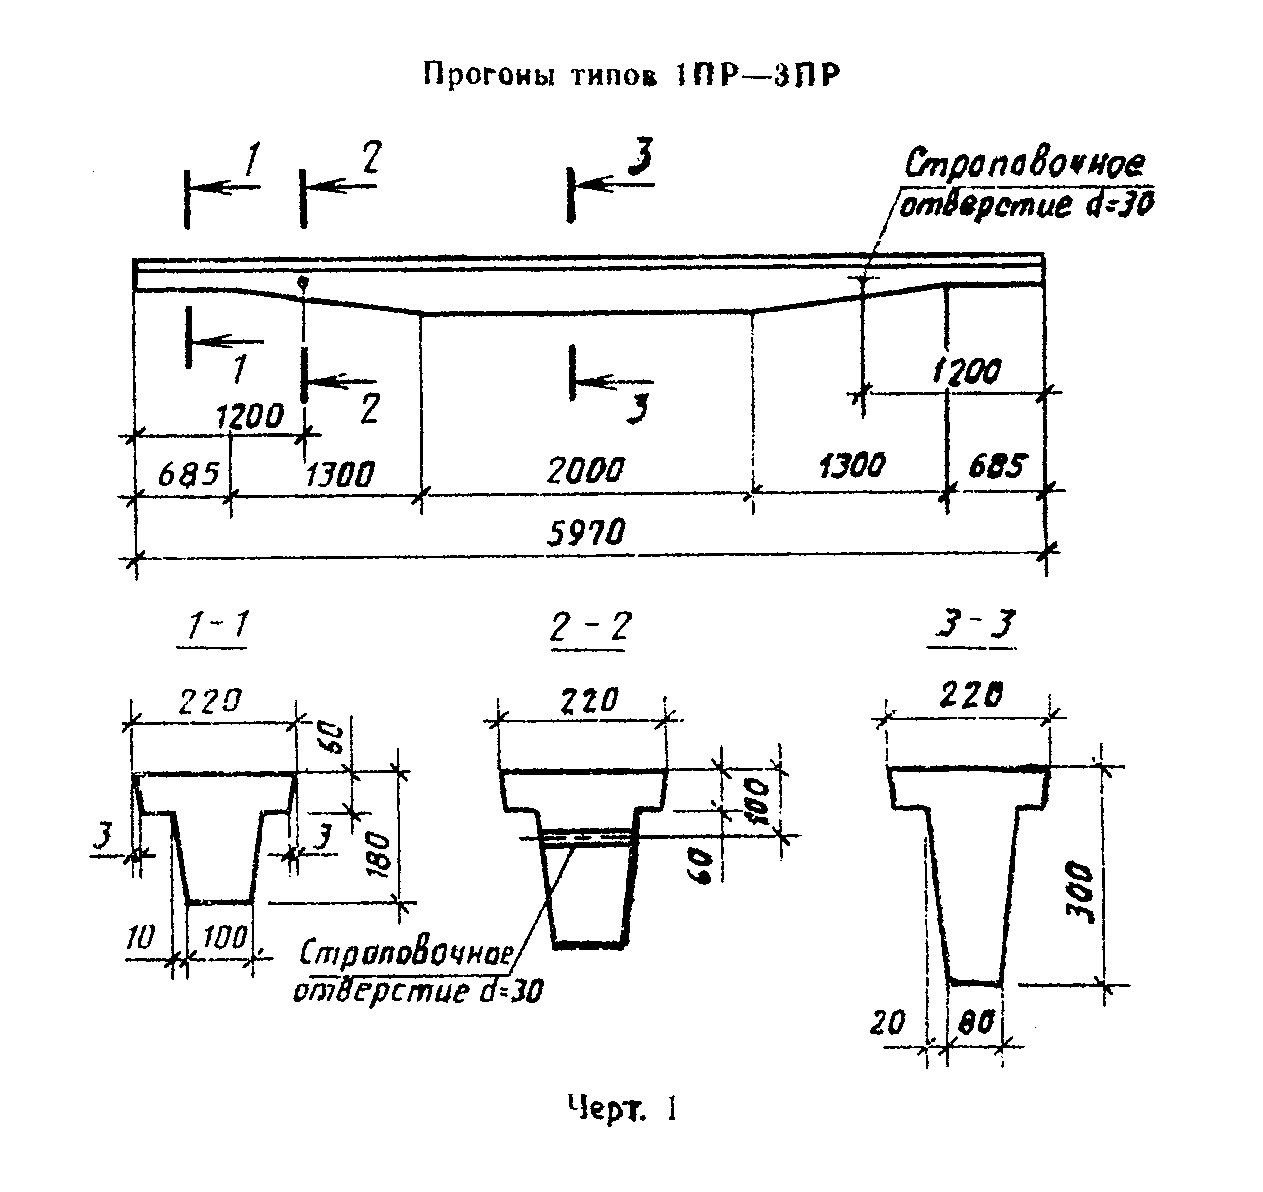 Прогоны типов 1ПР—3ПР
1 2 3
Строповочное
отверстие d=30
1 2 3
1200
1200
685 1300 2000 1300 685
5970
1-1 2-2 3-3
220 60 220 220
3 3 180 100 60 300
10 100
Строповочное
отверстие d=30
20 80
Черт. 1